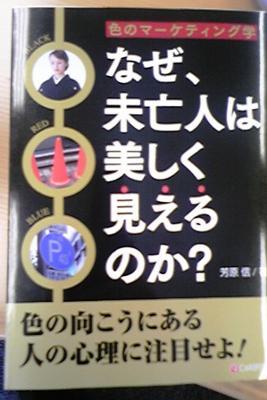 色のマーケティング学
なぜ、
未亡人は
美しく
見える
のか?
BLACK
RED
BLUE
芳原 信
色の向こうにある
人の心理に注目せよ!